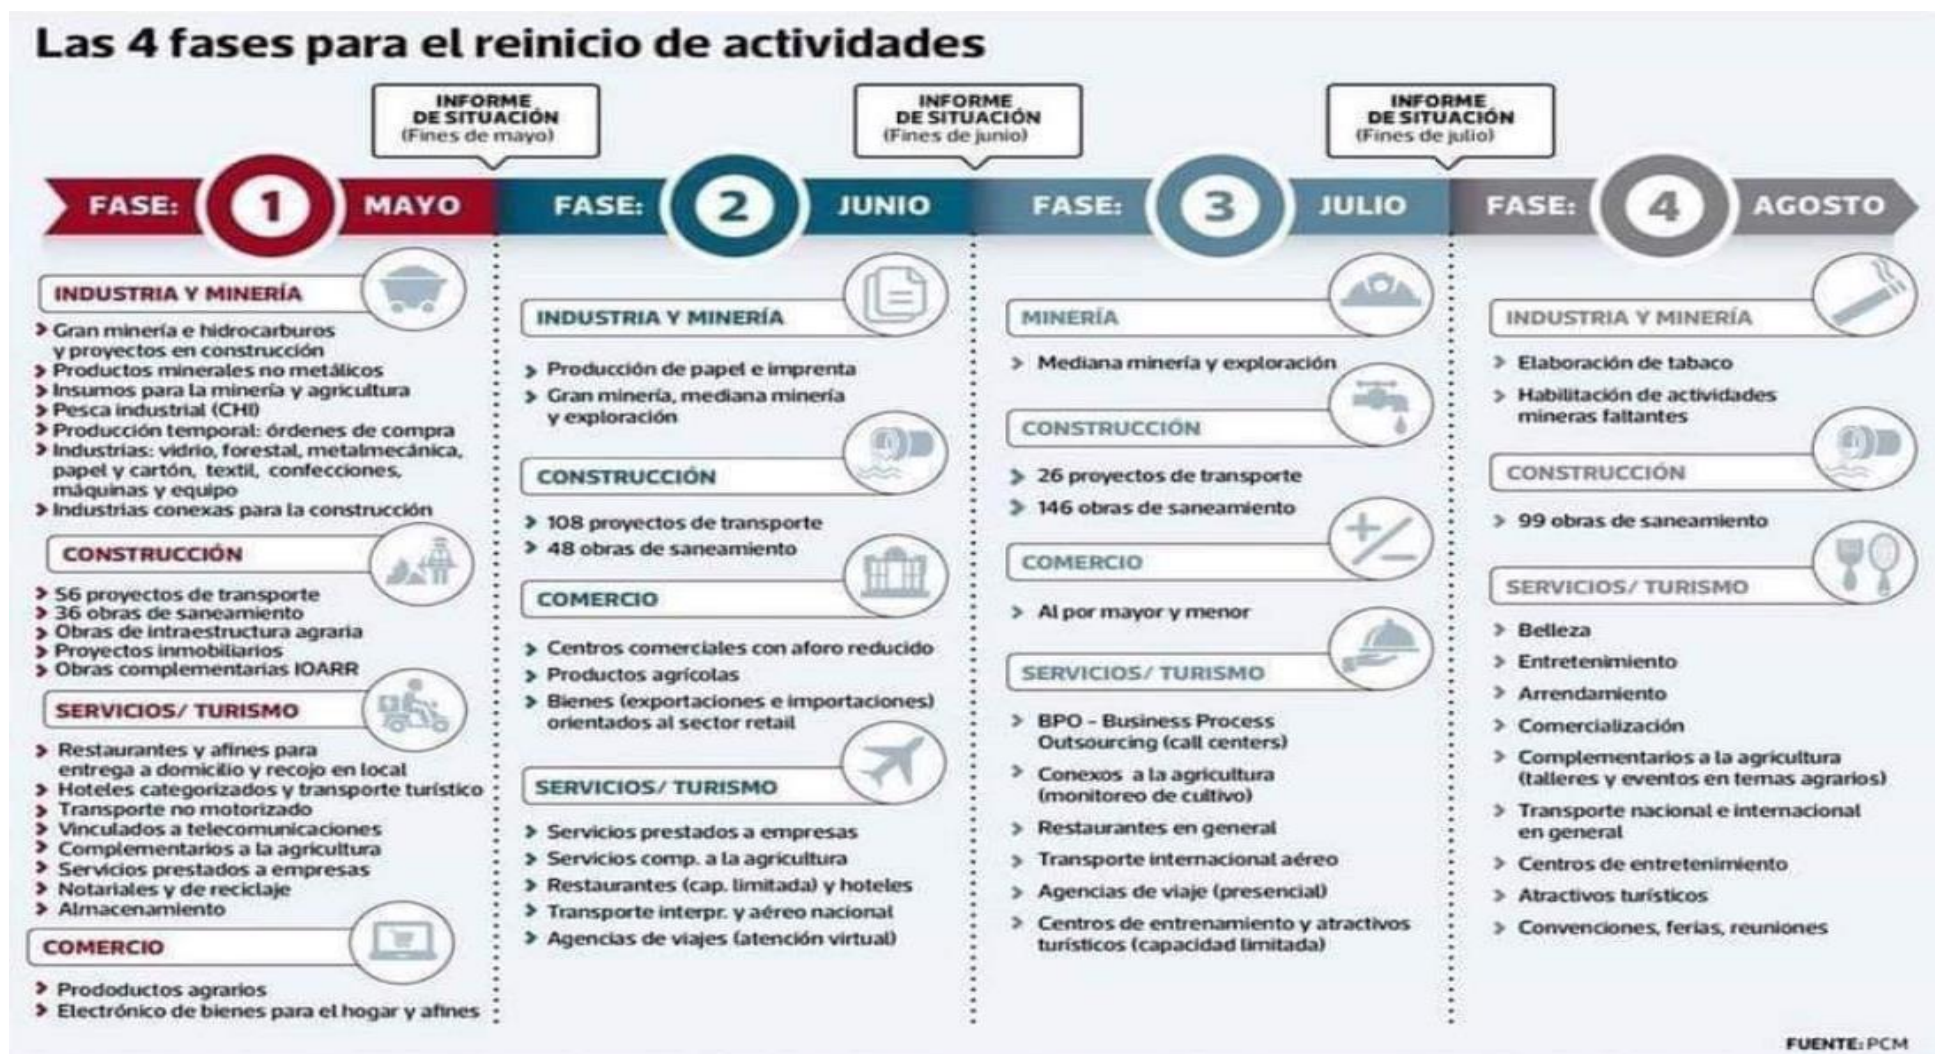 Las 4 fases para el reinicio de actividades
INFORME
DE SITUACIÓN
(Fines de mayo)
INFORME
DE SITUACIÓN
(Fines de junio)
INFORME
DE SITUACIÓN
(Fines de julio)
FASE: 1 MAYO
INDUSTRIA Y MINERÍA
Gran minería e hidrocarburos
y proyectos en construcción
Productos minerales no metálicos
Insumos para la minería y agricultura
Pesca industrial (CHI)
Producción temporal: órdenes de compra
Industrias: vidrio, forestal, metalmecánica,
papel y cartón, textil, confecciones,
máquinas y equipo
Industrias conexas para la construcción
CONSTRUCCIÓN
56 proyectos de transporte
36 obras de saneamiento
Obras de intraestructura agraria
Proyectos inmobiliarios
Obras complementarias IOARR
SERVICIOS/ TURISMO
Restaurantes y afines para
entrega a domicilio y recojo en local
Hoteles categorizados y transporte turístico
Transporte no motorizado
Vinculados a telecomunicaciones
Complementarios a la agricultura
Servicios prestados a empresas
Notariales y de reciclaje
Almacenamiento
COMERCIO
Prodoductos agrarios
Electrónico de bienes para el hogar y afines
FASE: 2 JUNIO
INDUSTRIA Y MINERÍA
Producción de papel e imprenta
Gran minería, mediana minería
y exploración
CONSTRUCCIÓN
108 proyectos de transporte
48 obras de saneamiento
COMERCIO
Centros comerciales con aforo reducido
Productos agrícolas
Bienes (exportaciones e importaciones)
orientados al sector retail
SERVICIOS/ TURISMO
Servicios prestados a empresas
Servicios comp. a la agricultura
Restaurantes (cap. limitada) y hoteles
Transporte interpr. y aéreo nacional
Agencias de viajes (atención virtual)
FASE: 3 JULIO
MINERÍA
Mediana minería y exploración
CONSTRUCCIÓN
26 proyectos de transporte
146 obras de saneamiento
COMERCIO
Al por mayor y menor
SERVICIOS/ TURISMO
BPO - Business Process
Outsourcing (call centers)
Conexos a la agricultura
(monitoreo de cultivo)
Restaurantes en general
Transporte internacional aéreo
Agencias de viaje (presencial)
Centros de entrenamiento y atractivos
turísticos (capacidad limitada)
FASE: 4 AGOSTO
INDUSTRIA Y MINERÍA
Elaboración de tabaco
Habilitación de actividades
mineras faltantes
CONSTRUCCIÓN
99 obras de saneamiento
SERVICIOS/ TURISMO
Belleza
Entretenimiento
Arrendamiento
Comercialización
Complementarios a la agricultura
(talleres y eventos en temas agrarios)
Transporte nacional e internacional
en general
Centros de entretenimiento
Atractivos turísticos
Convenciones, ferias, reuniones
FUENTE: PCM